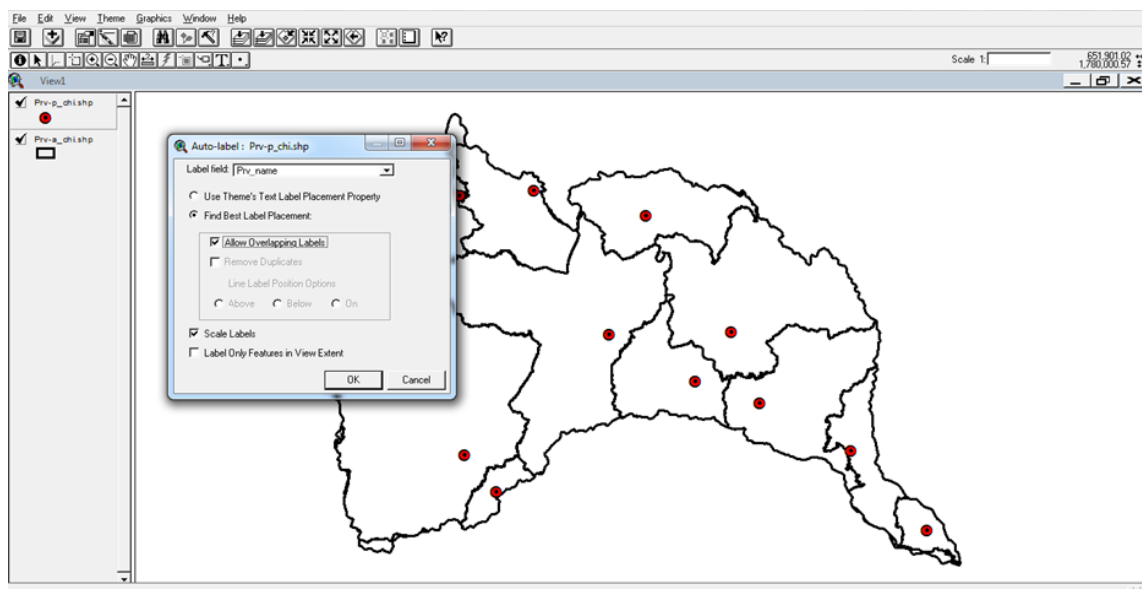 File Edit View Theme Graphics Window Help
Scale 1:
651,901.02
1,780,000.57
View1
Prv-p_chi.shp
Prv-a_chi.shp
Auto-label : Prv-p_chi.shp
Label field: Prv_name
Use Theme's Text Label Placement Property
Find Best Label Placement:
Allow Overlapping Labels
Remove Duplicates
Line Label Position Options
Above Below On
Scale Labels
Label Only Features in View Extent
OK Cancel